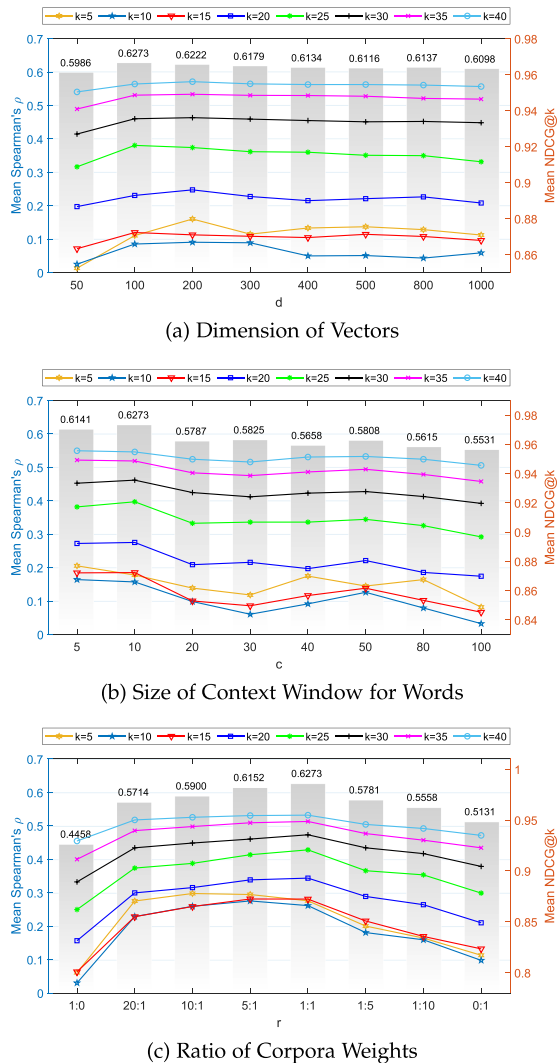 k=5 k=10 k=15 k=20 k=25 k=30 k=35 k=40
0.7 0.6 0.5 0.4 0.3 0.2 0.1 0
Mean Spearman's ρ
0.5986 0.6273 0.6222 0.6179 0.6134 0.6116 0.6137 0.6098
0.98 0.96 0.94 0.92 0.9 0.88 0.86
Mean NDCG@k
50 100 200 300 400 500 800 1000
d
(a) Dimension of Vectors
k=5 k=10 k=15 k=20 k=25 k=30 k=35 k=40
0.7 0.6 0.5 0.4 0.3 0.2 0.1 0
Mean Spearman's ρ
0.6141 0.6273 0.5787 0.5825 0.5658 0.5808 0.5615 0.5531
0.98 0.96 0.94 0.92 0.9 0.88 0.86 0.84
Mean NDCG@k
5 10 20 30 40 50 80 100
c
(b) Size of Context Window for Words
k=5 k=10 k=15 k=20 k=25 k=30 k=35 k=40
0.7 0.6 0.5 0.4 0.3 0.2 0.1 0
Mean Spearman's ρ
0.4458 0.5714 0.5900 0.6152 0.6273 0.5781 0.5558 0.5131
1 0.95 0.9 0.85 0.8
Mean NDCG@k
1:0 20:1 10:1 5:1 1:1 1:5 1:10 0:1
r
(c) Ratio of Corpora Weights